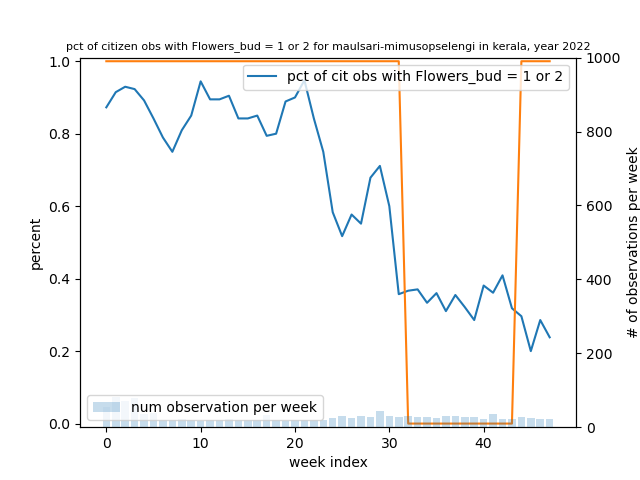 pct of citizen obs with Flowers_bud = 1 or 2 for maulsari-mimusopselengi in kerala, year 2022
pct of cit obs with Flowers_bud = 1 or 2
num observation per week
percent
1.0
0.8
0.6
0.4
0.2
0.0
1000
800
600
400
200
0
# of observations per week
0 10 20 30 40
week index